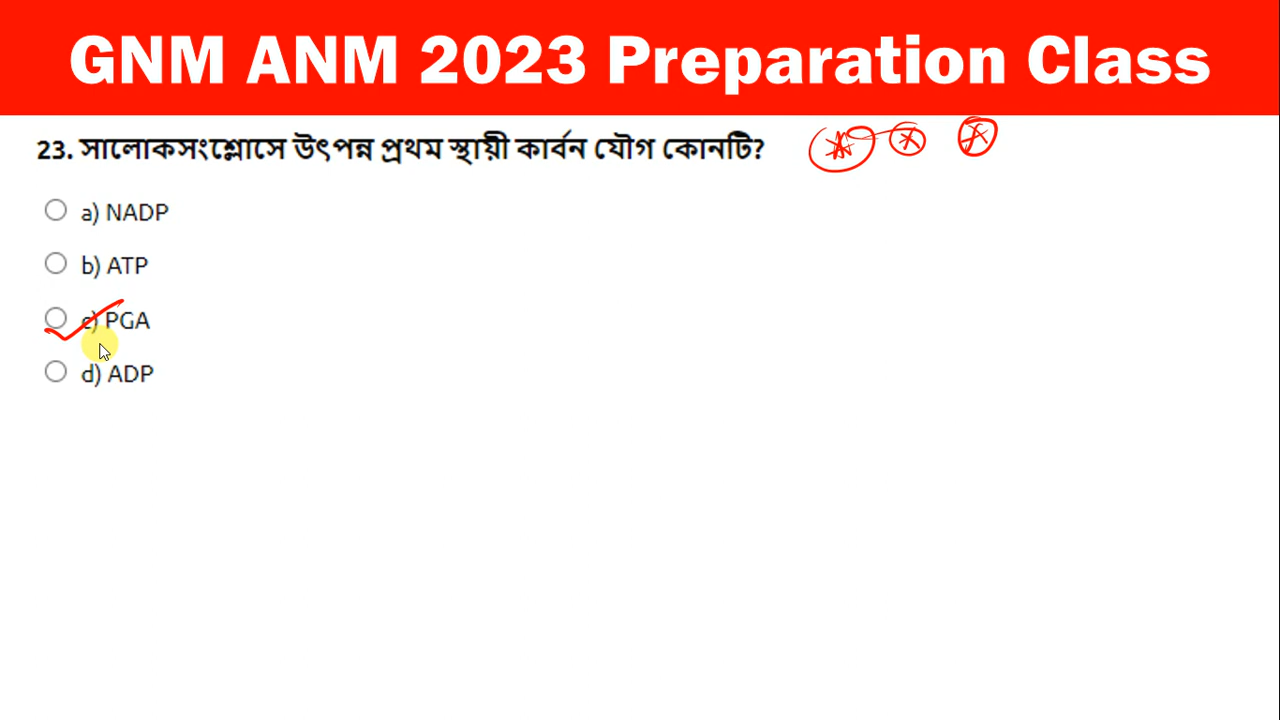 GNM ANM 2023 Preparation Class
23. সালোকসংশ্লেসে উৎপন্ন প্রথম স্থায়ী কার্বন যৌগ কোনটি?
a) NADP
b) ATP
c) PGA
d) ADP